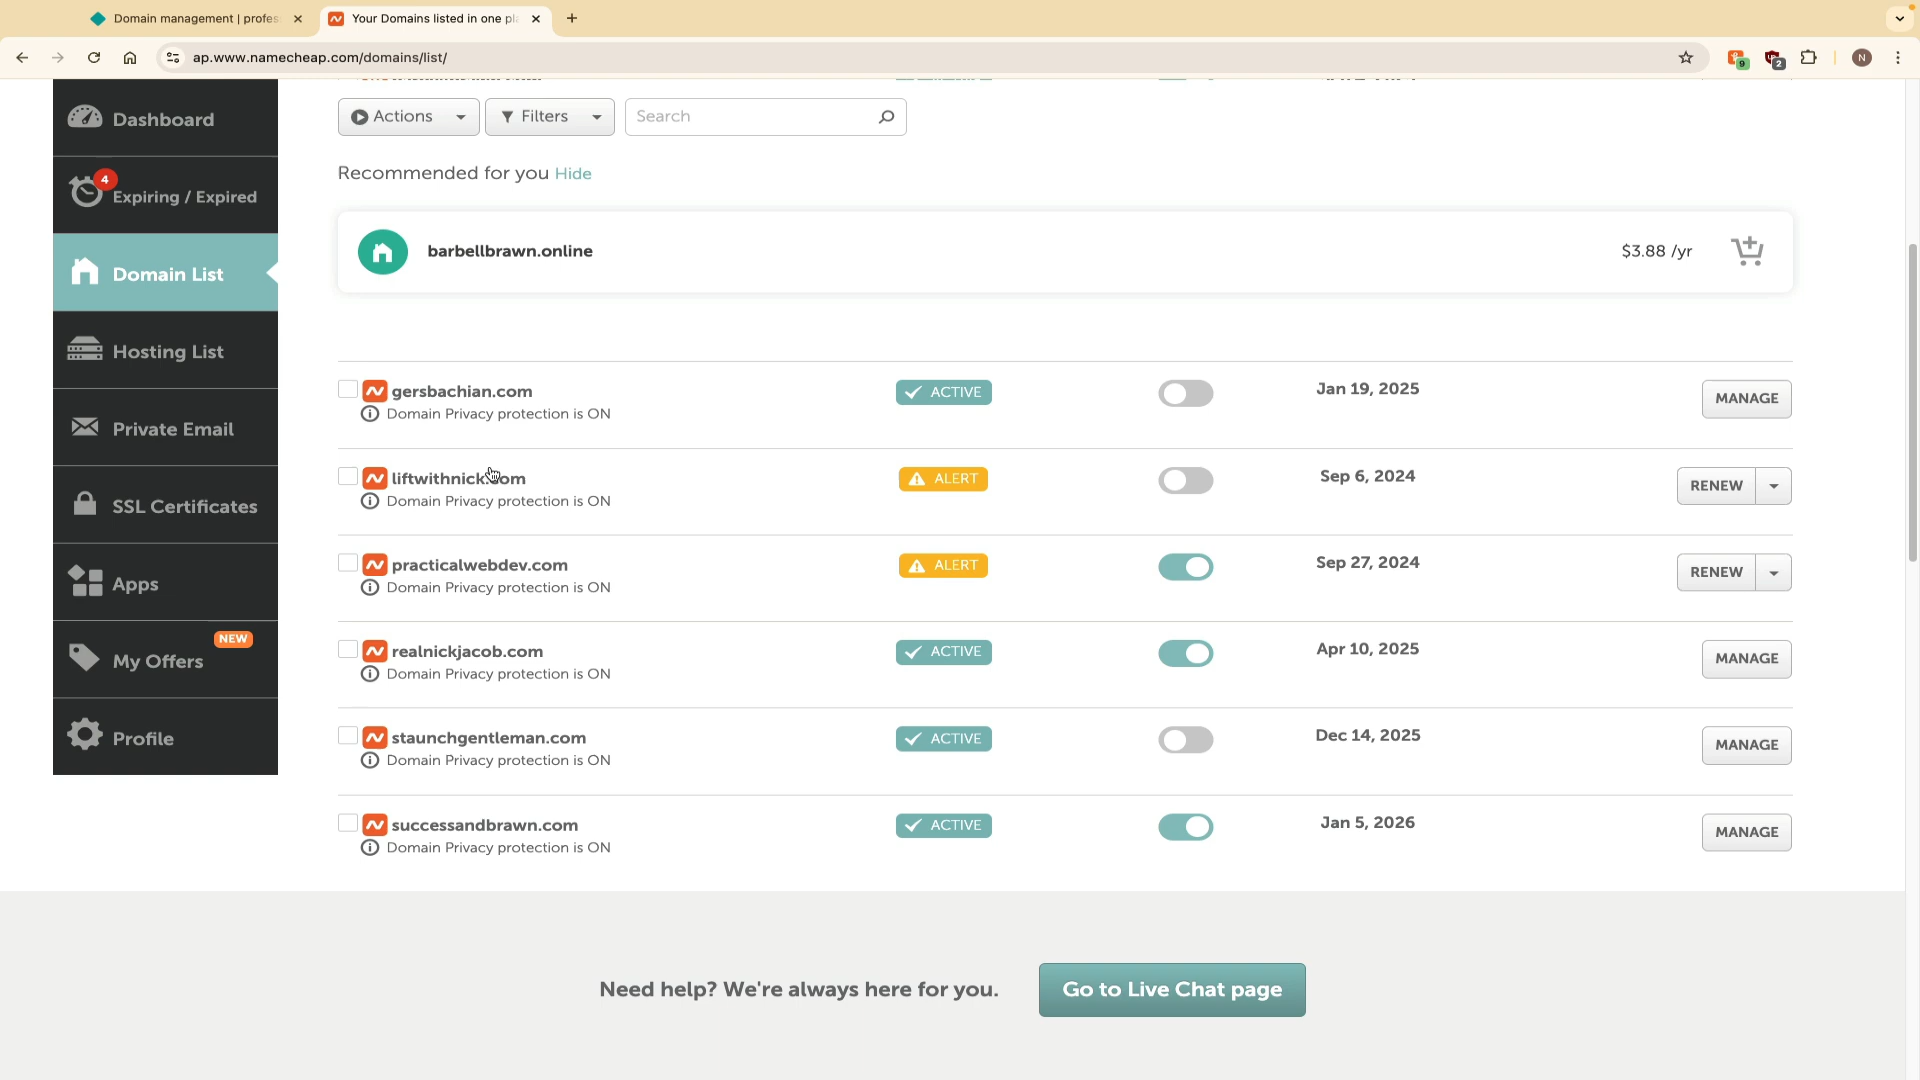 Domain management | profes
Your Domains listed in one pl
ap.www.namecheap.com/domains/list/
9
2
N
Dashboard
Actions
Filters
Search
4
Expiring / Expired
Recommended for you Hide
barbellbrawn.online
$3.88 /yr
Domain List
Hosting List
Private Email
SSL Certificates
Apps
NEW
My Offers
Profile
gersbachian.com
Domain Privacy protection is ON
ACTIVE
Jan 19, 2025
MANAGE
liftwithnick.com
Domain Privacy protection is ON
ALERT
Sep 6, 2024
RENEW
practicalwebdev.com
Domain Privacy protection is ON
ALERT
Sep 27, 2024
RENEW
realnickjacob.com
Domain Privacy protection is ON
ACTIVE
Apr 10, 2025
MANAGE
staunchgentleman.com
Domain Privacy protection is ON
ACTIVE
Dec 14, 2025
MANAGE
successandbrawn.com
Domain Privacy protection is ON
ACTIVE
Jan 5, 2026
MANAGE
Need help? We're always here for you.
Go to Live Chat page